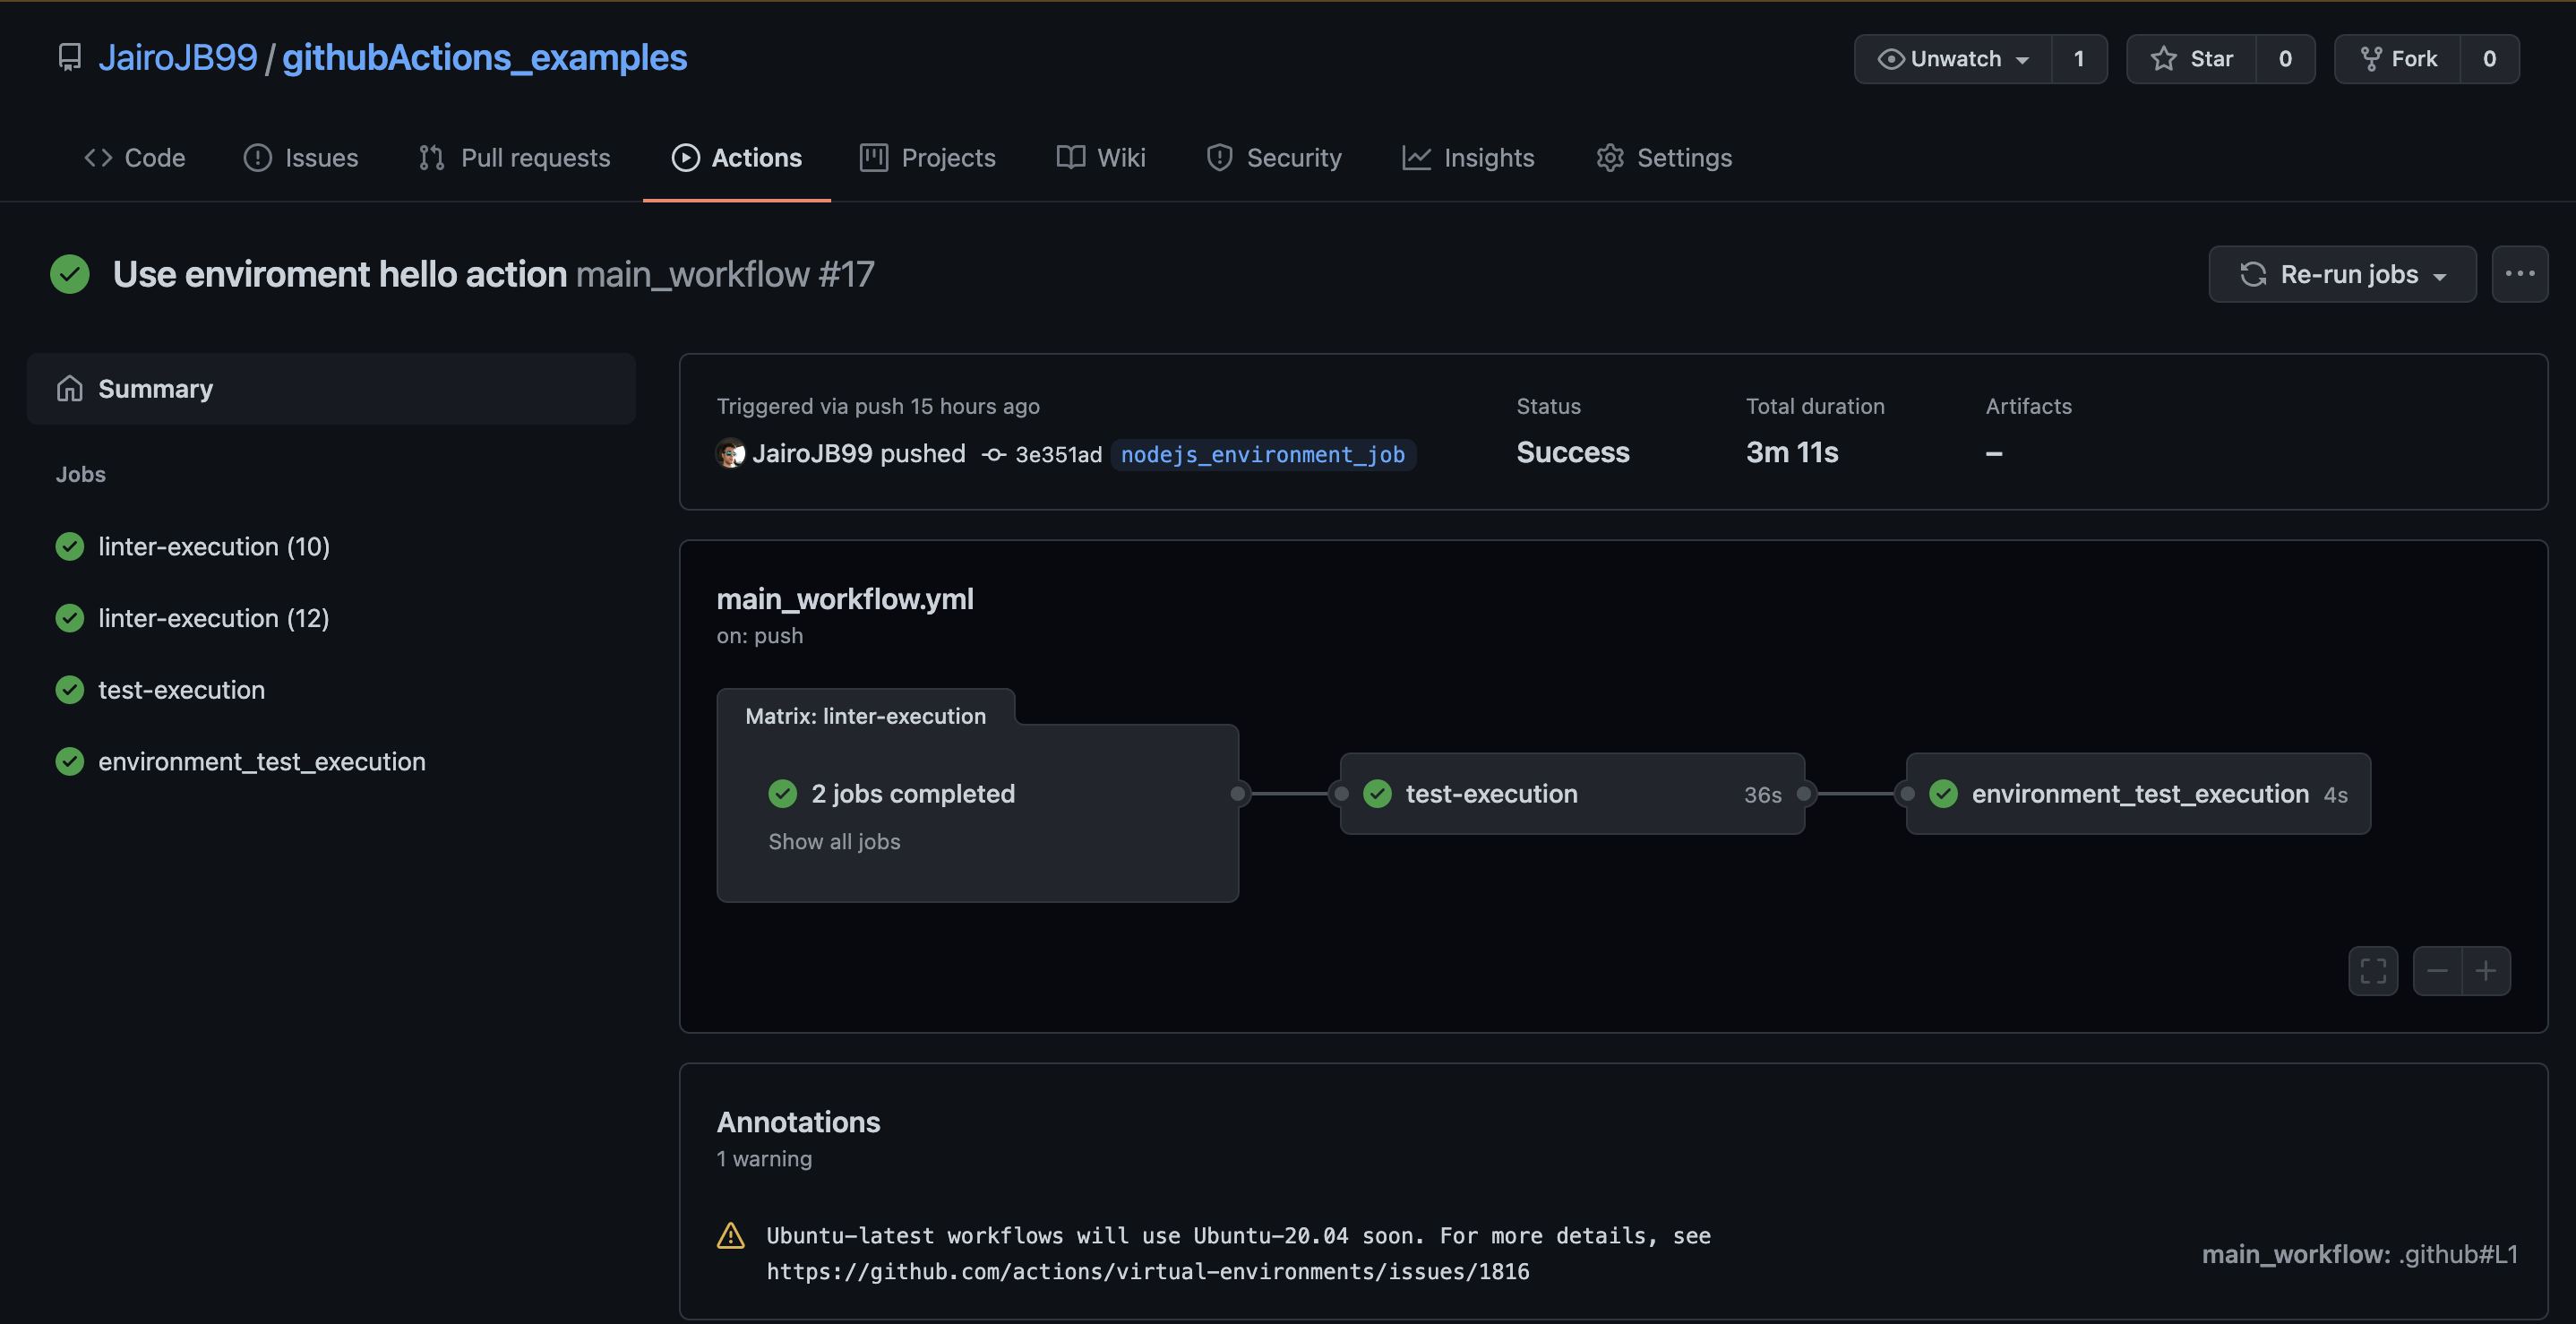 JairoJB99 / githubActions_examples
Unwatch 1 Star 0 Fork 0
Code Issues Pull requests Actions Projects Wiki Security Insights Settings
Use enviroment hello action main_workflow #17
Re-run jobs
Summary
Jobs
linter-execution (10)
linter-execution (12)
test-execution
environment_test_execution
Triggered via push 15 hours ago
JairoJB99 pushed 3e351ad nodejs_environment_job
Status
Success
Total duration
3m 11s
Artifacts
–
main_workflow.yml
on: push
Matrix: linter-execution
2 jobs completed
Show all jobs
test-execution 36s
environment_test_execution 4s
Annotations
1 warning
Ubuntu-latest workflows will use Ubuntu-20.04 soon. For more details, see
https://github.com/actions/virtual-environments/issues/1816
main_workflow: .github#L1